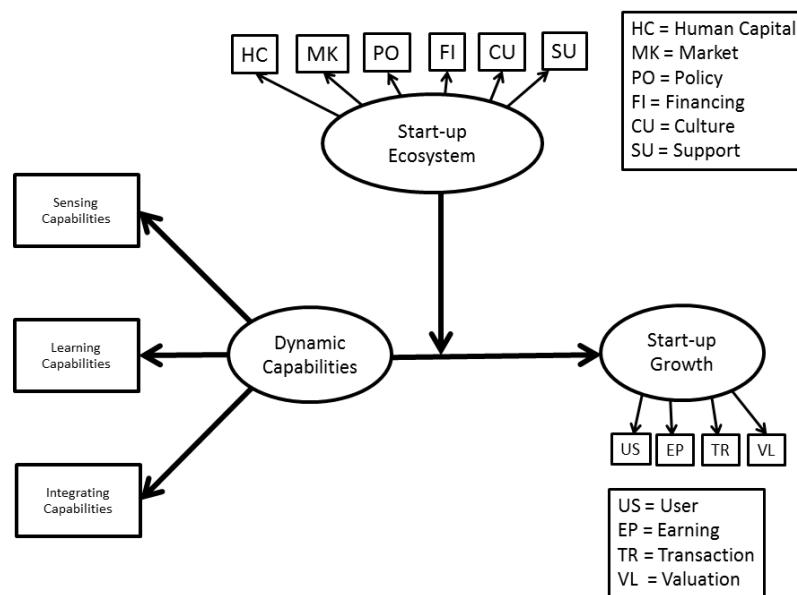 HC
MK
PO
FI
CU
SU
HC = Human Capital
MK = Market
PO = Policy
FI = Financing
CU = Culture
SU = Support
Start-up
Ecosystem
Sensing
Capabilities
Learning
Capabilities
Integrating
Capabilities
Dynamic
Capabilities
Start-up
Growth
US
EP
TR
VL
US = User
EP = Earning
TR = Transaction
VL = Valuation